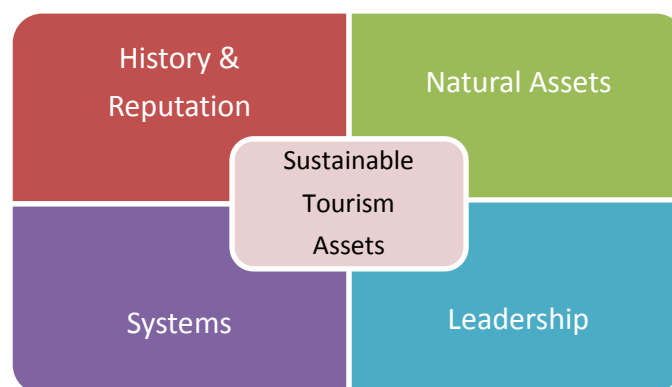 History &
Reputation
Natural Assets
Sustainable
Tourism
Assets
Systems
Leadership